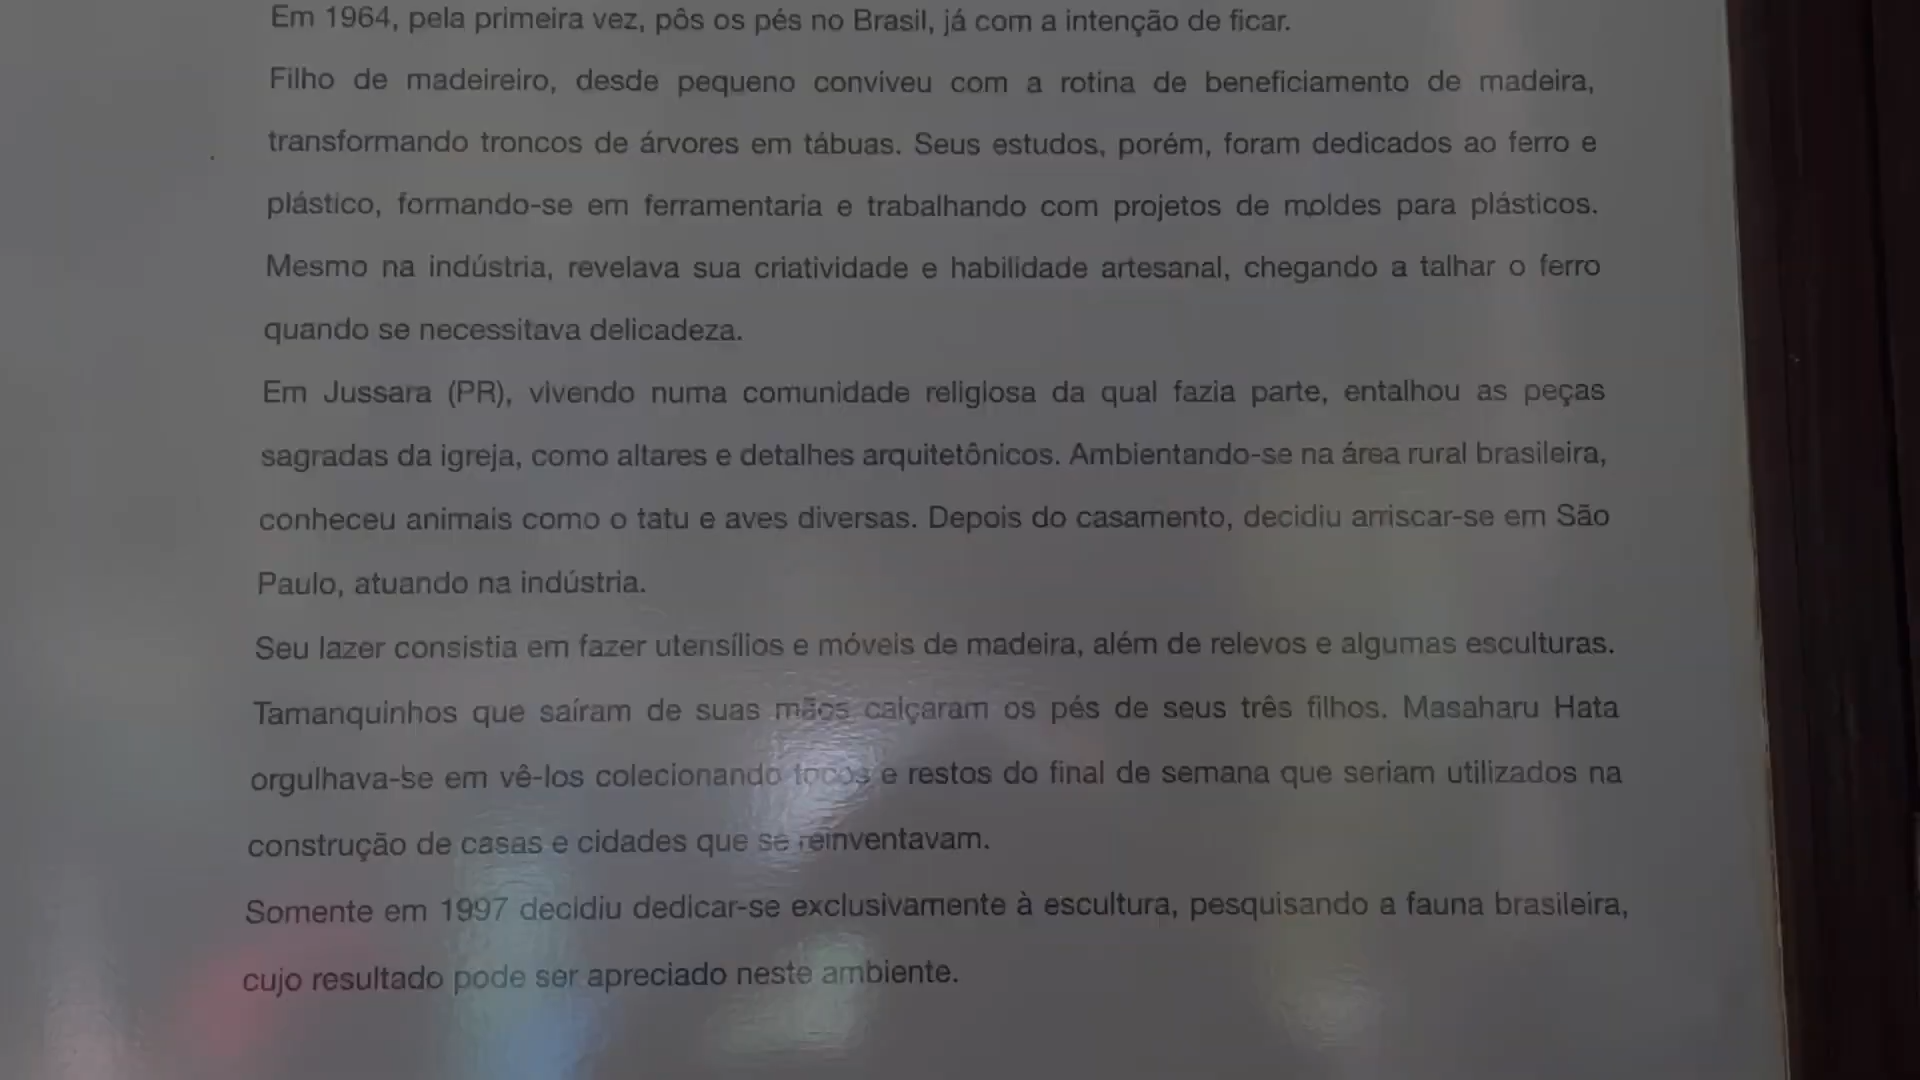 Em 1964, pela primeira vez, pôs os pés no Brasil, já com a intenção de ficar.
Filho de madeireiro, desde pequeno conviveu com a rotina de beneficiamento de madeira,
transformando troncos de árvores em tábuas. Seus estudos, porém, foram dedicados ao ferro e
plástico, formando-se em ferramentaria e trabalhando com projetos de moldes para plásticos.
Mesmo na indústria, revelava sua criatividade e habilidade artesanal, chegando a talhar o ferro
quando se necessitava delicadeza.
Em Jussara (PR), vivendo numa comunidade religiosa da qual fazia parte, entalhou as peças
sagradas da igreja, como altares e detalhes arquitetônicos. Ambientando-se na área rural brasileira,
conheceu animais como o tatu e aves diversas. Depois do casamento, decidiu arriscar-se em São
Paulo, atuando na indústria.
Seu lazer consistia em fazer utensílios e móveis de madeira, além de relevos e algumas esculturas.
Tamanquinhos que saíram de suas mãos calçaram os pés de seus três filhos. Masaharu Hata
orgulhava-se em vê-los colecionando tocos e restos do final de semana que seriam utilizados na
construção de casas e cidades que se reinventavam.
Somente em 1997 decidiu dedicar-se exclusivamente à escultura, pesquisando a fauna brasileira,
cujo resultado pode ser apreciado neste ambiente.